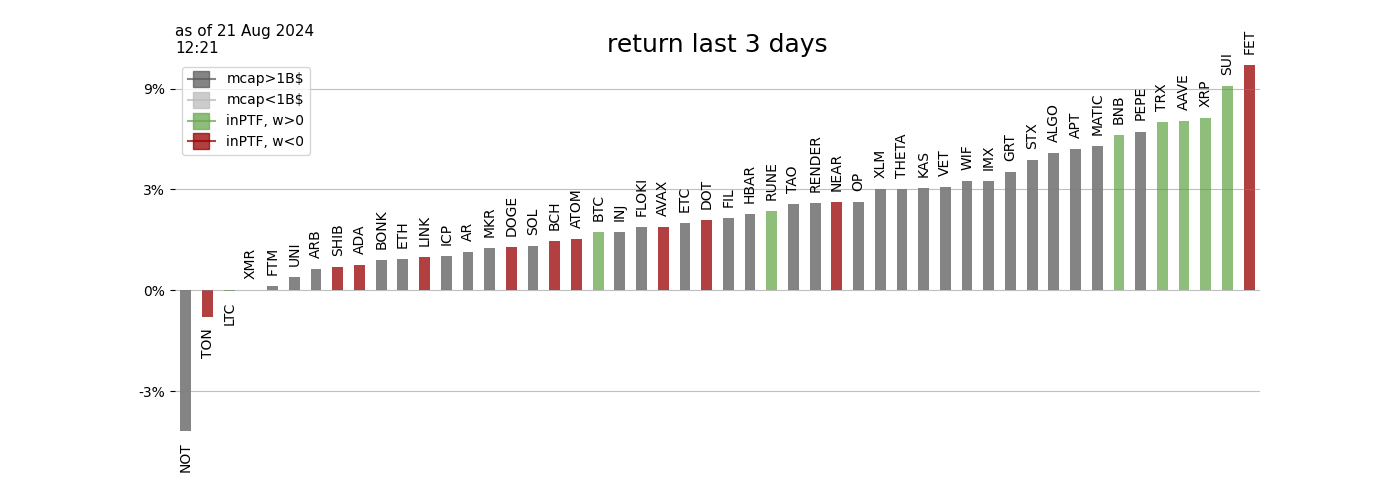 as of 21 Aug 2024
12:21
return last 3 days
mcap>1B$
mcap<1B$
inPTF, w>0
inPTF, w<0
9%
3%
0%
-3%
NOT
TON
LTC
XMR
FTM
UNI
ARB
SHIB
ADA
BONK
ETH
LINK
ICP
AR
MKR
DOGE
SOL
BCH
ATOM
BTC
INJ
FLOKI
AVAX
ETC
DOT
FIL
HBAR
RUNE
TAO
RENDER
NEAR
OP
XLM
THETA
KAS
VET
WIF
IMX
GRT
STX
ALGO
APT
MATIC
BNB
PEPE
TRX
AAVE
XRP
SUI
FET